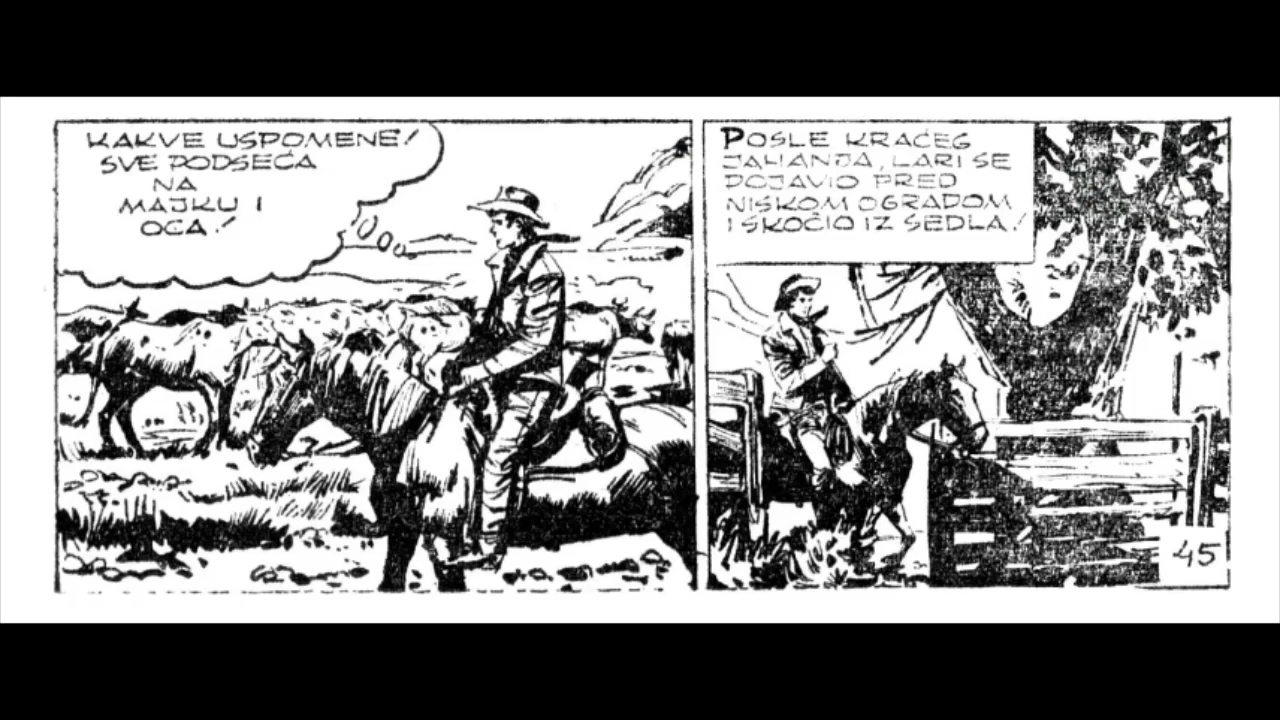 KAKVE USPOMENE!
SVE PODSEĆA
NA
MAJKU I
OCA!
POSLE KRAĆEG
JAHANJA, LARI SE
POJAVIO PRED
NISKOM OGRADOM
I SKOČIO IZ SEDLA!
45